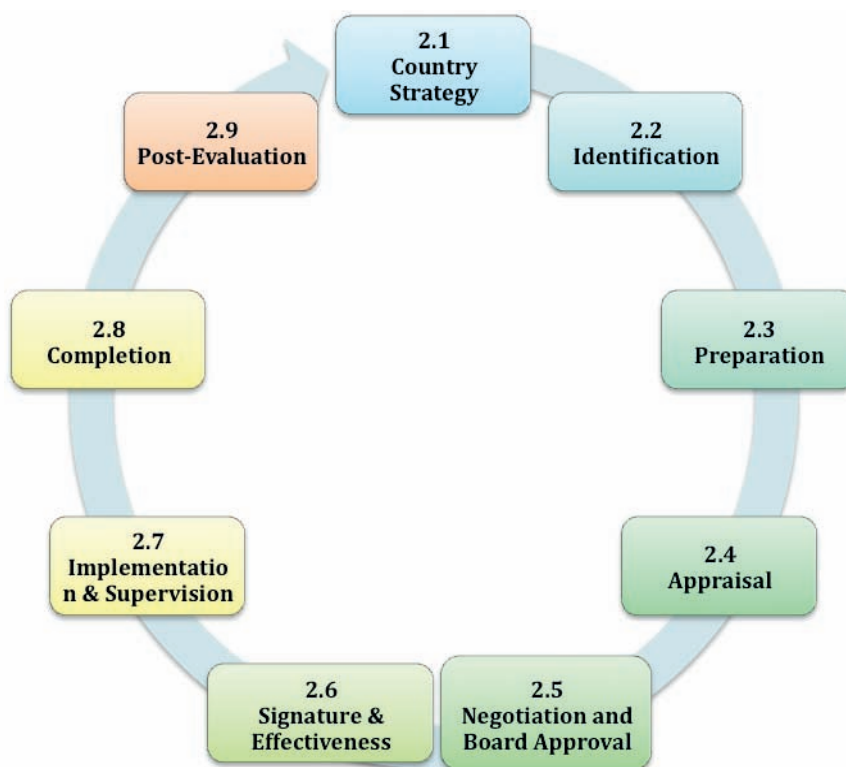 2.1
Country
Strategy
2.2
Identification
2.3
Preparation
2.4
Appraisal
2.5
Negotiation and
Board Approval
2.6
Signature &
Effectiveness
2.7
Implementatio
n & Supervision
2.8
Completion
2.9
Post-Evaluation